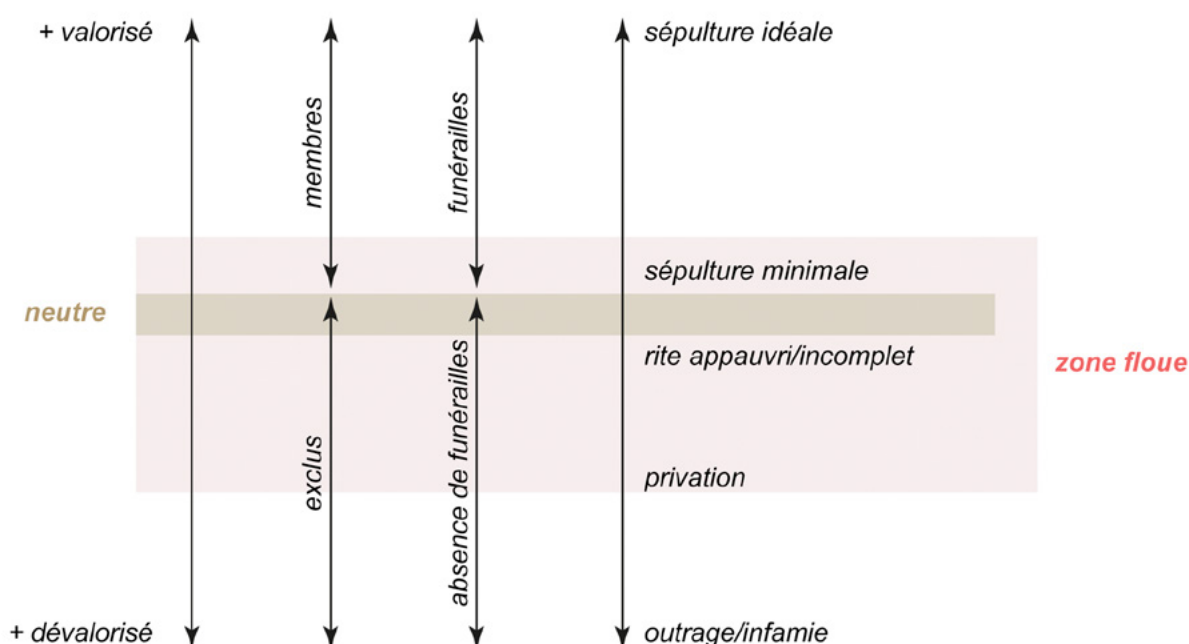 + valorisé
sépulture idéale
membres
funérailles
sépulture minimale
neutre
rite appauvri/incomplet
zone floue
exclus
absence de funérailles
privation
+ dévalorisé
outrage/infamie